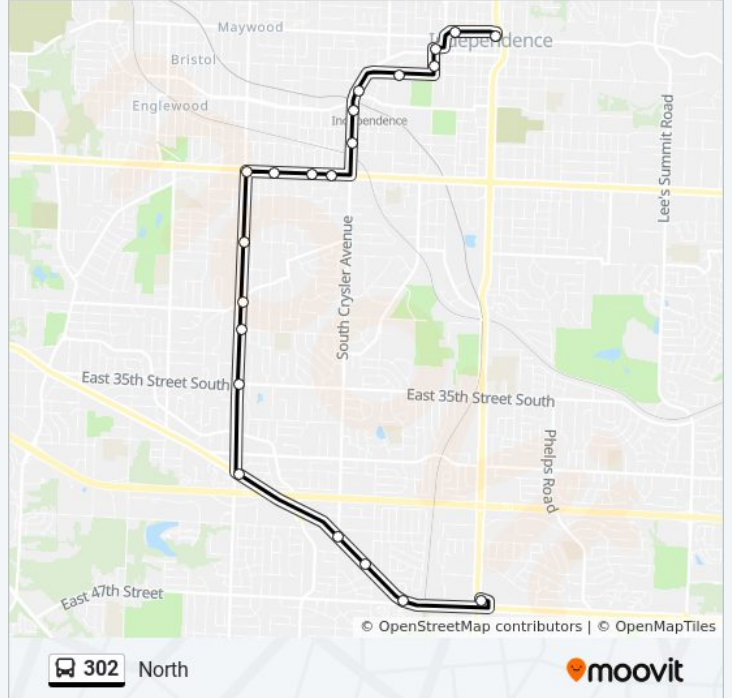 Maywood
Independence
Bristol
Englewood
Independence
Lee's Summit Road
South Crysler Avenue
East 35th Street South
East 35th Street South
Phelps Road
East 47th Street
© OpenStreetMap contributors | © OpenMapTiles
302 North
moovit